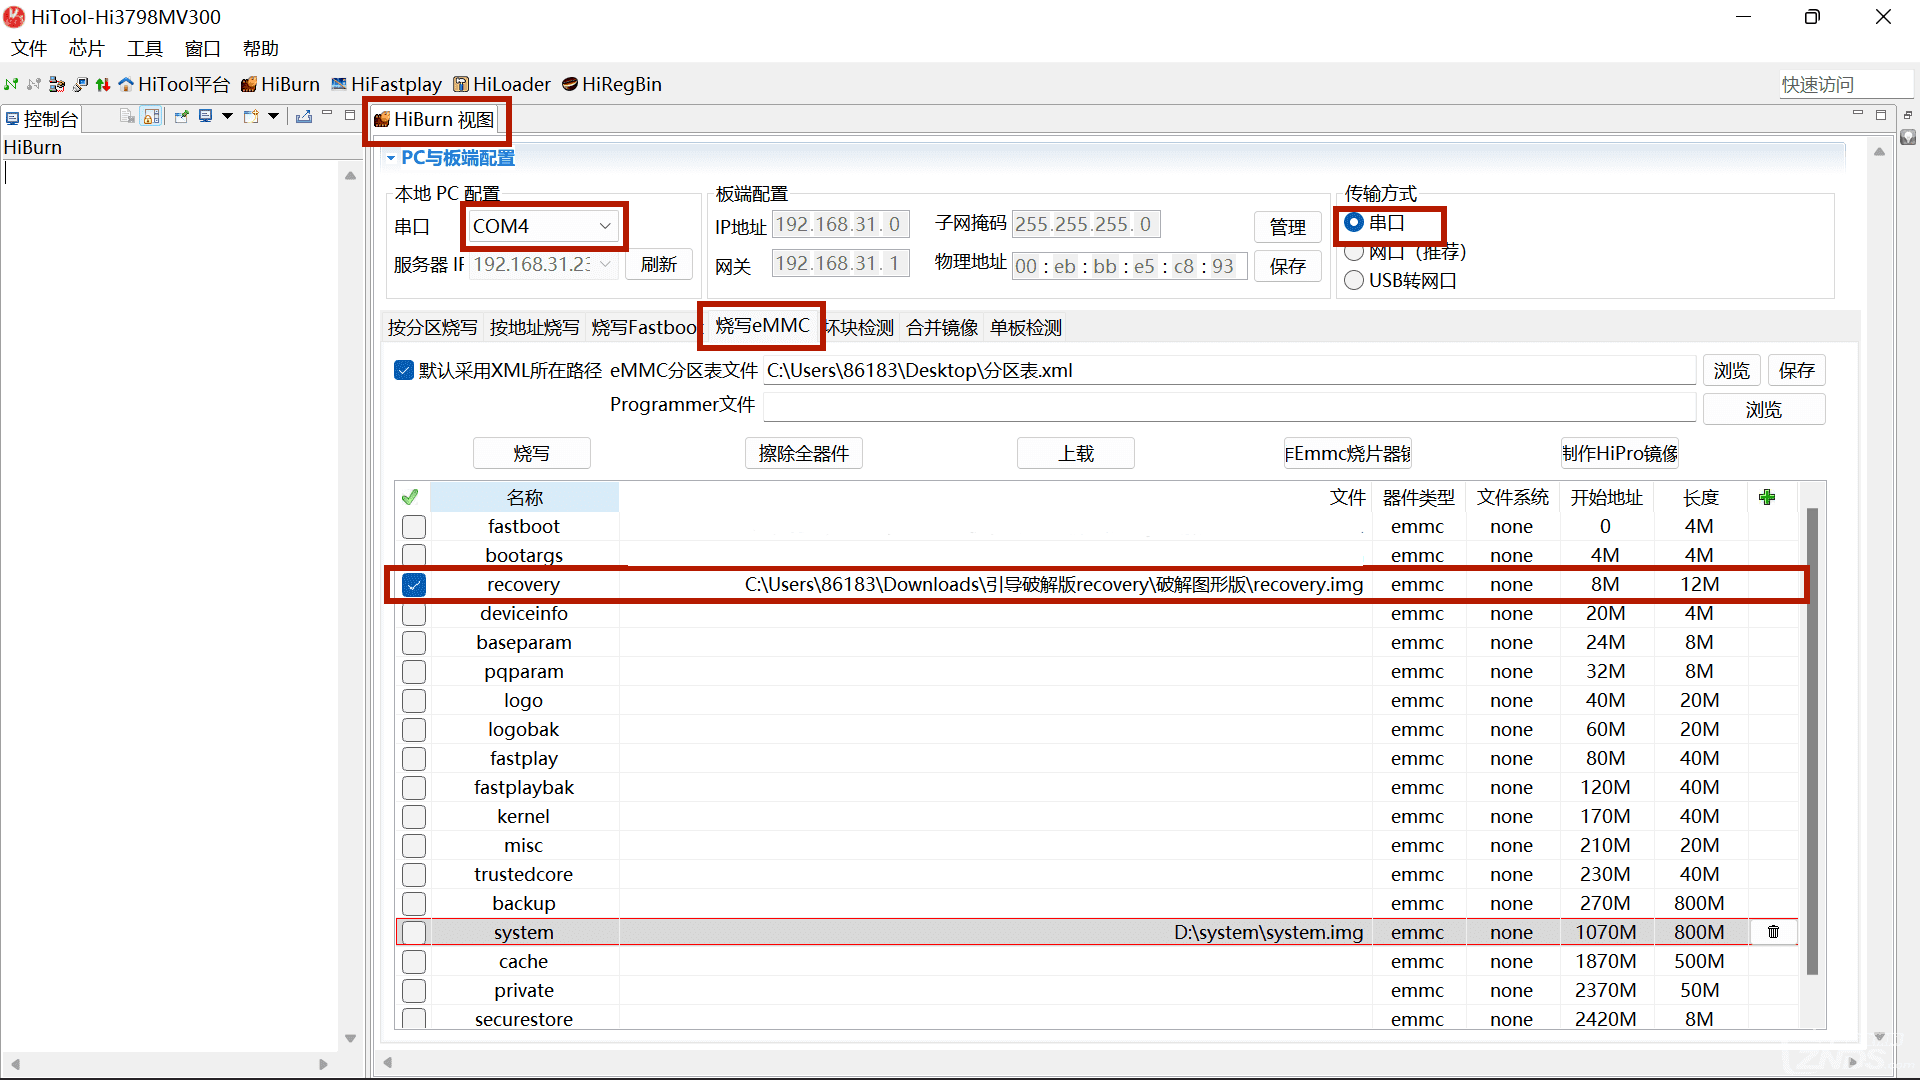 HiTool-Hi3798MV300
文件 芯片 工具 窗口 帮助
HiTool平台 HiBurn HiFastplay HiLoader HiRegBin 快速访问
控制台 HiBurn 视图
HiBurn
PC与板端配置
本地 PC 配置 板端配置 传输方式
串口 COM4 IP地址 192.168.31. 0 子网掩码 255.255.255. 0 管理 串口
服务器 IF 192.168.31.23 刷新 网关 192.168.31. 1 物理地址 00 : eb : bb : e5 : c8 : 93 保存 网口（推荐）
USB转网口
按分区烧写 按地址烧写 烧写Fastboo 烧写eMMC 坏块检测 合并镜像 单板检测
默认采用XML所在路径 eMMC分区表文件 C:\Users\86183\Desktop\分区表.xml 浏览 保存
Programmer文件 浏览
烧写 擦除全器件 上载 Emmc烧片器镜 制作HiPro镜像
名称 文件 器件类型 文件系统 开始地址 长度
fastboot emmc none 0 4M
bootargs emmc none 4M 4M
recovery C:\Users\86183\Downloads\引导破解版recovery\破解图形版\recovery.img emmc none 8M 12M
deviceinfo emmc none 20M 4M
baseparam emmc none 24M 8M
pqparam emmc none 32M 8M
logo emmc none 40M 20M
logobak emmc none 60M 20M
fastplay emmc none 80M 40M
fastplaybak emmc none 120M 40M
kernel emmc none 170M 40M
misc emmc none 210M 20M
trustedcore emmc none 230M 40M
backup emmc none 270M 800M
system D:\system\system.img emmc none 1070M 800M
cache emmc none 1870M 500M
private emmc none 2370M 50M
securestore emmc none 2420M 8M